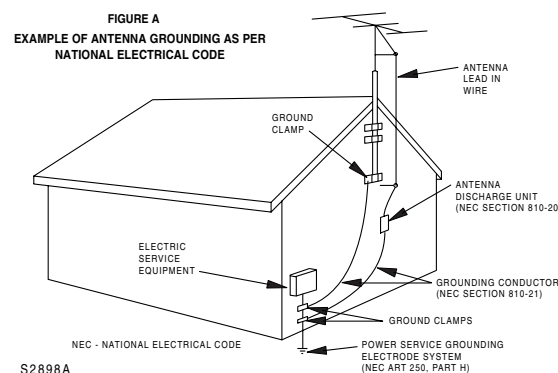 FIGURE A
EXAMPLE OF ANTENNA GROUNDING AS PER
NATIONAL ELECTRICAL CODE
ANTENNA
LEAD IN
WIRE
GROUND
CLAMP
ANTENNA
DISCHARGE UNIT
(NEC SECTION 810-20
ELECTRIC
SERVICE
EQUIPMENT
GROUNDING CONDUCTOR
(NEC SECTION 810-21)
GROUND CLAMPS
NEC - NATIONAL ELECTRICAL CODE
POWER SERVICE GROUNDING
ELECTRODE SYSTEM
(NEC ART 250, PART H)
S2898A